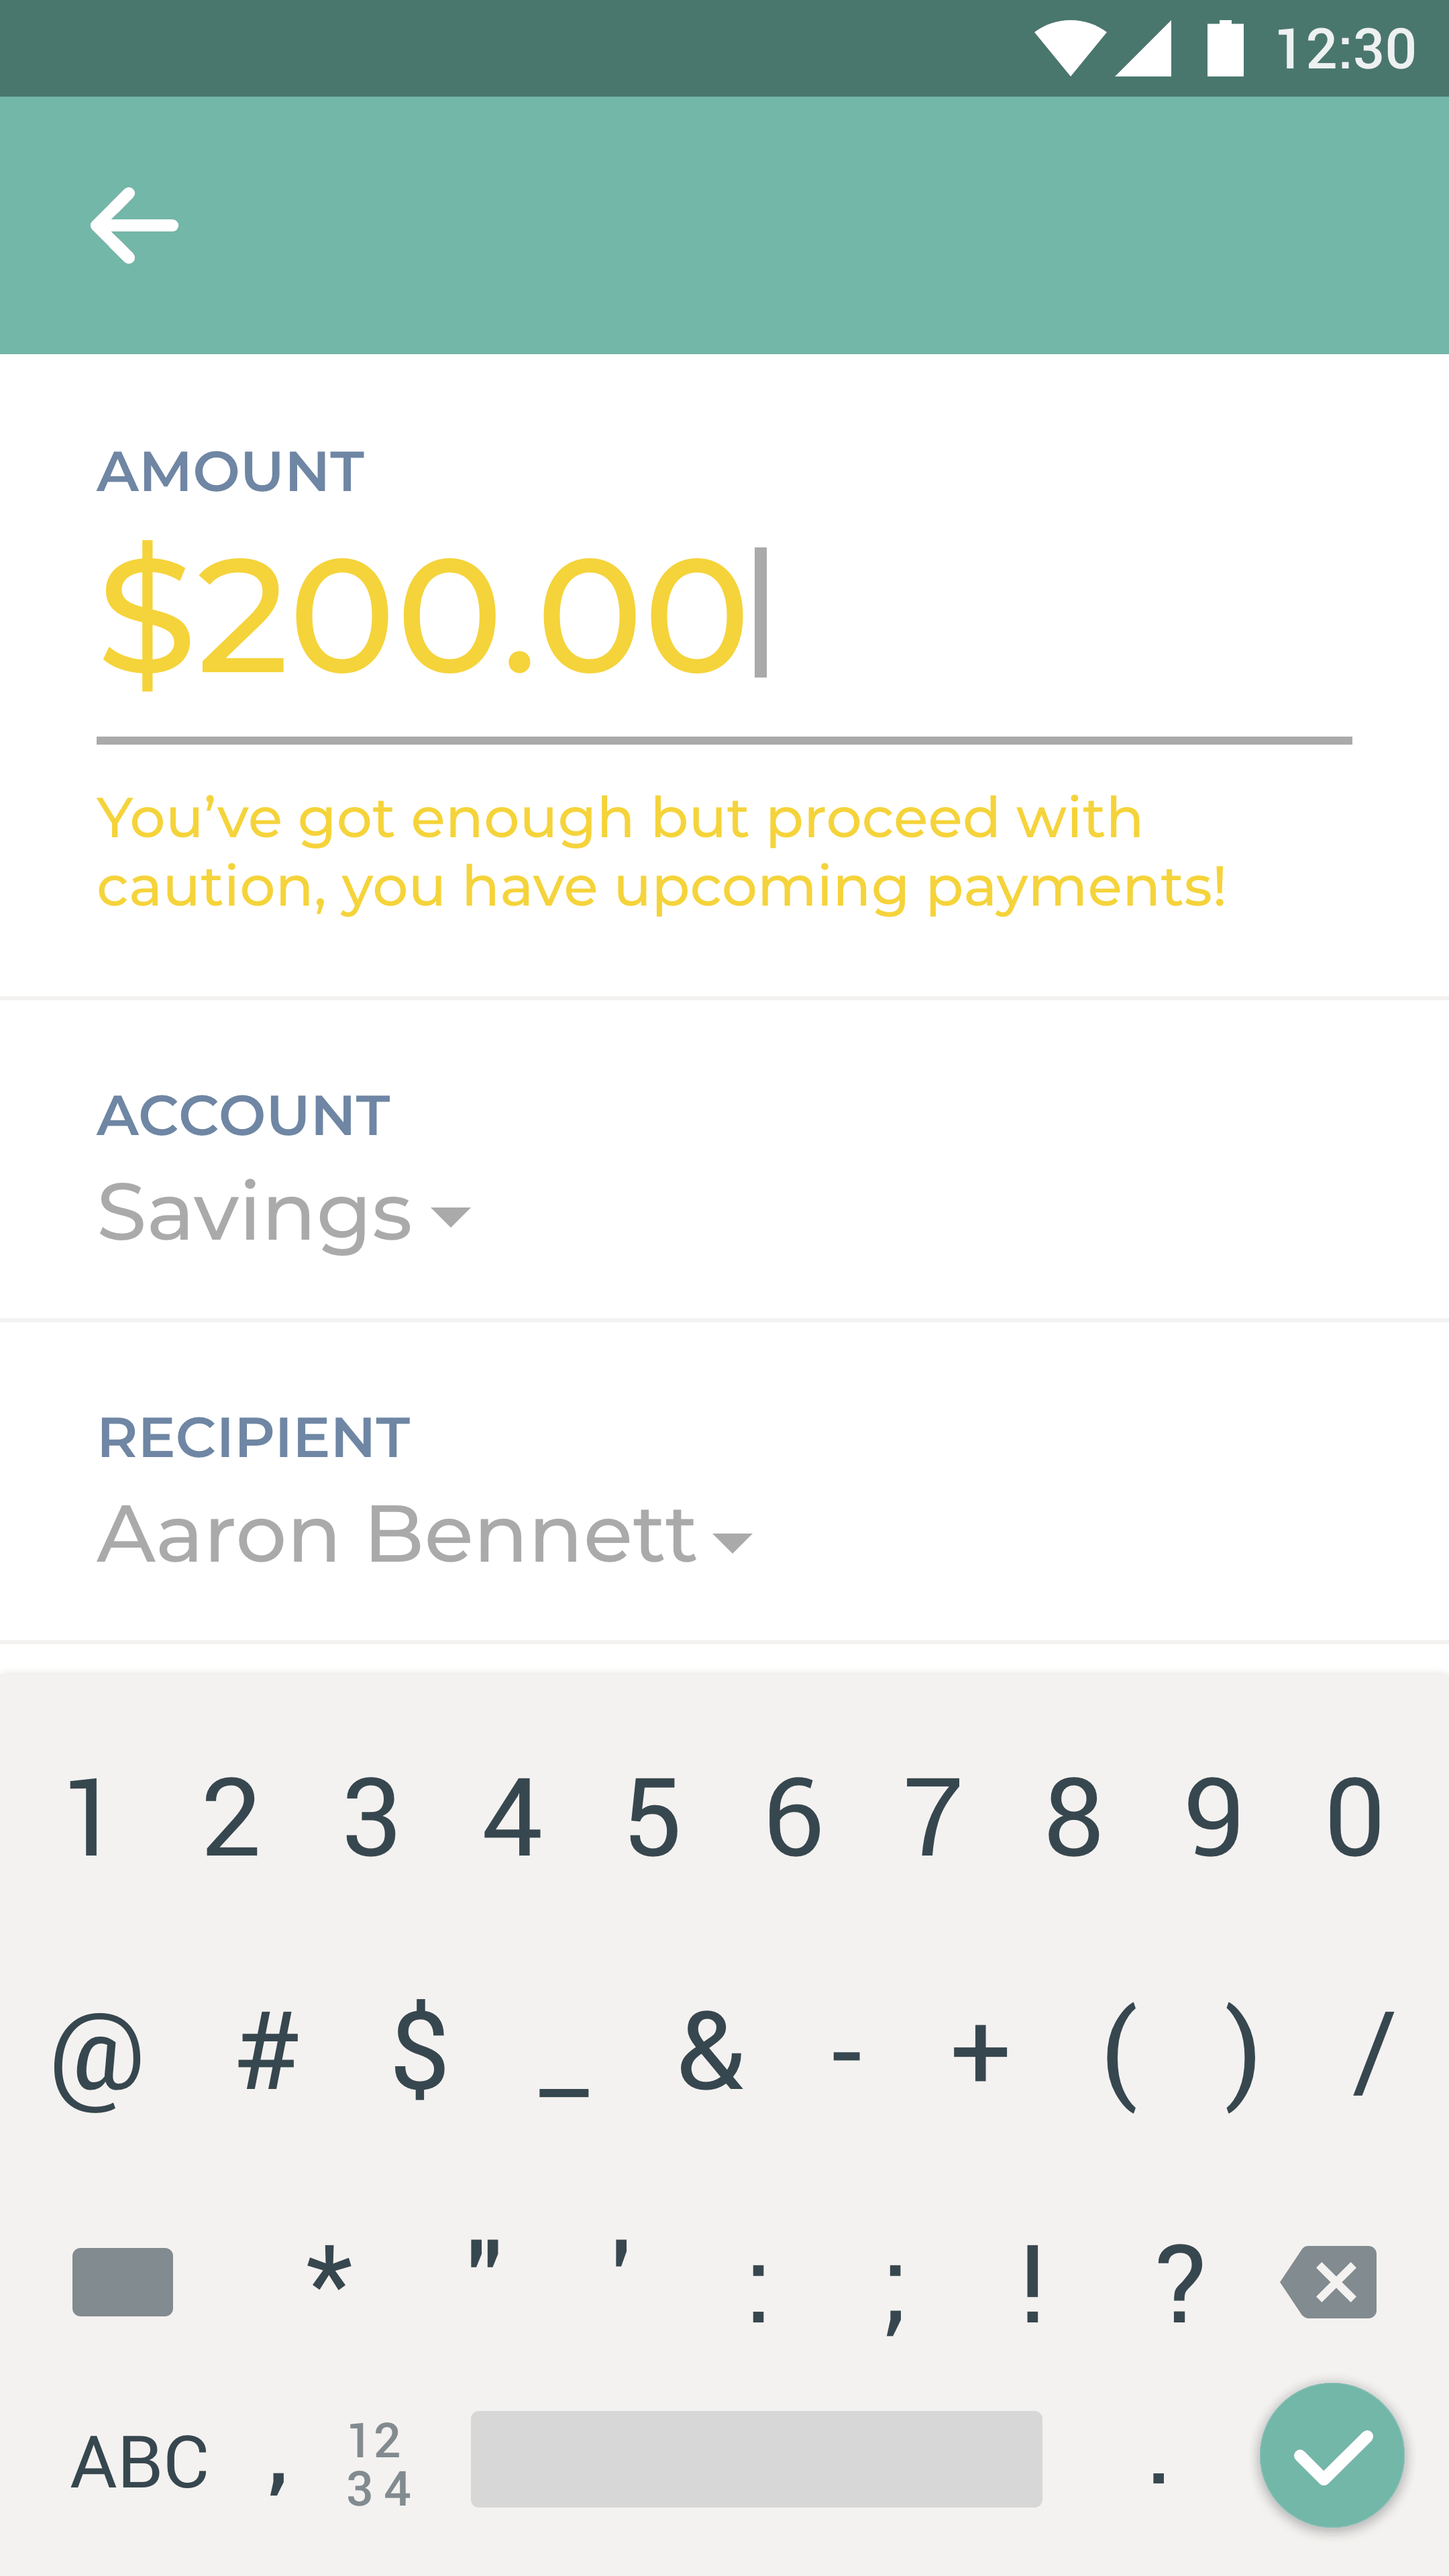 12:30
AMOUNT
$200.00
You’ve got enough but proceed with
caution, you have upcoming payments!
ACCOUNT
Savings
RECIPIENT
Aaron Bennett
1 2 3 4 5 6 7 8 9 0
@ # $ _ & - + ( ) /
* " ' : ; ! ?
ABC , 12 .
34